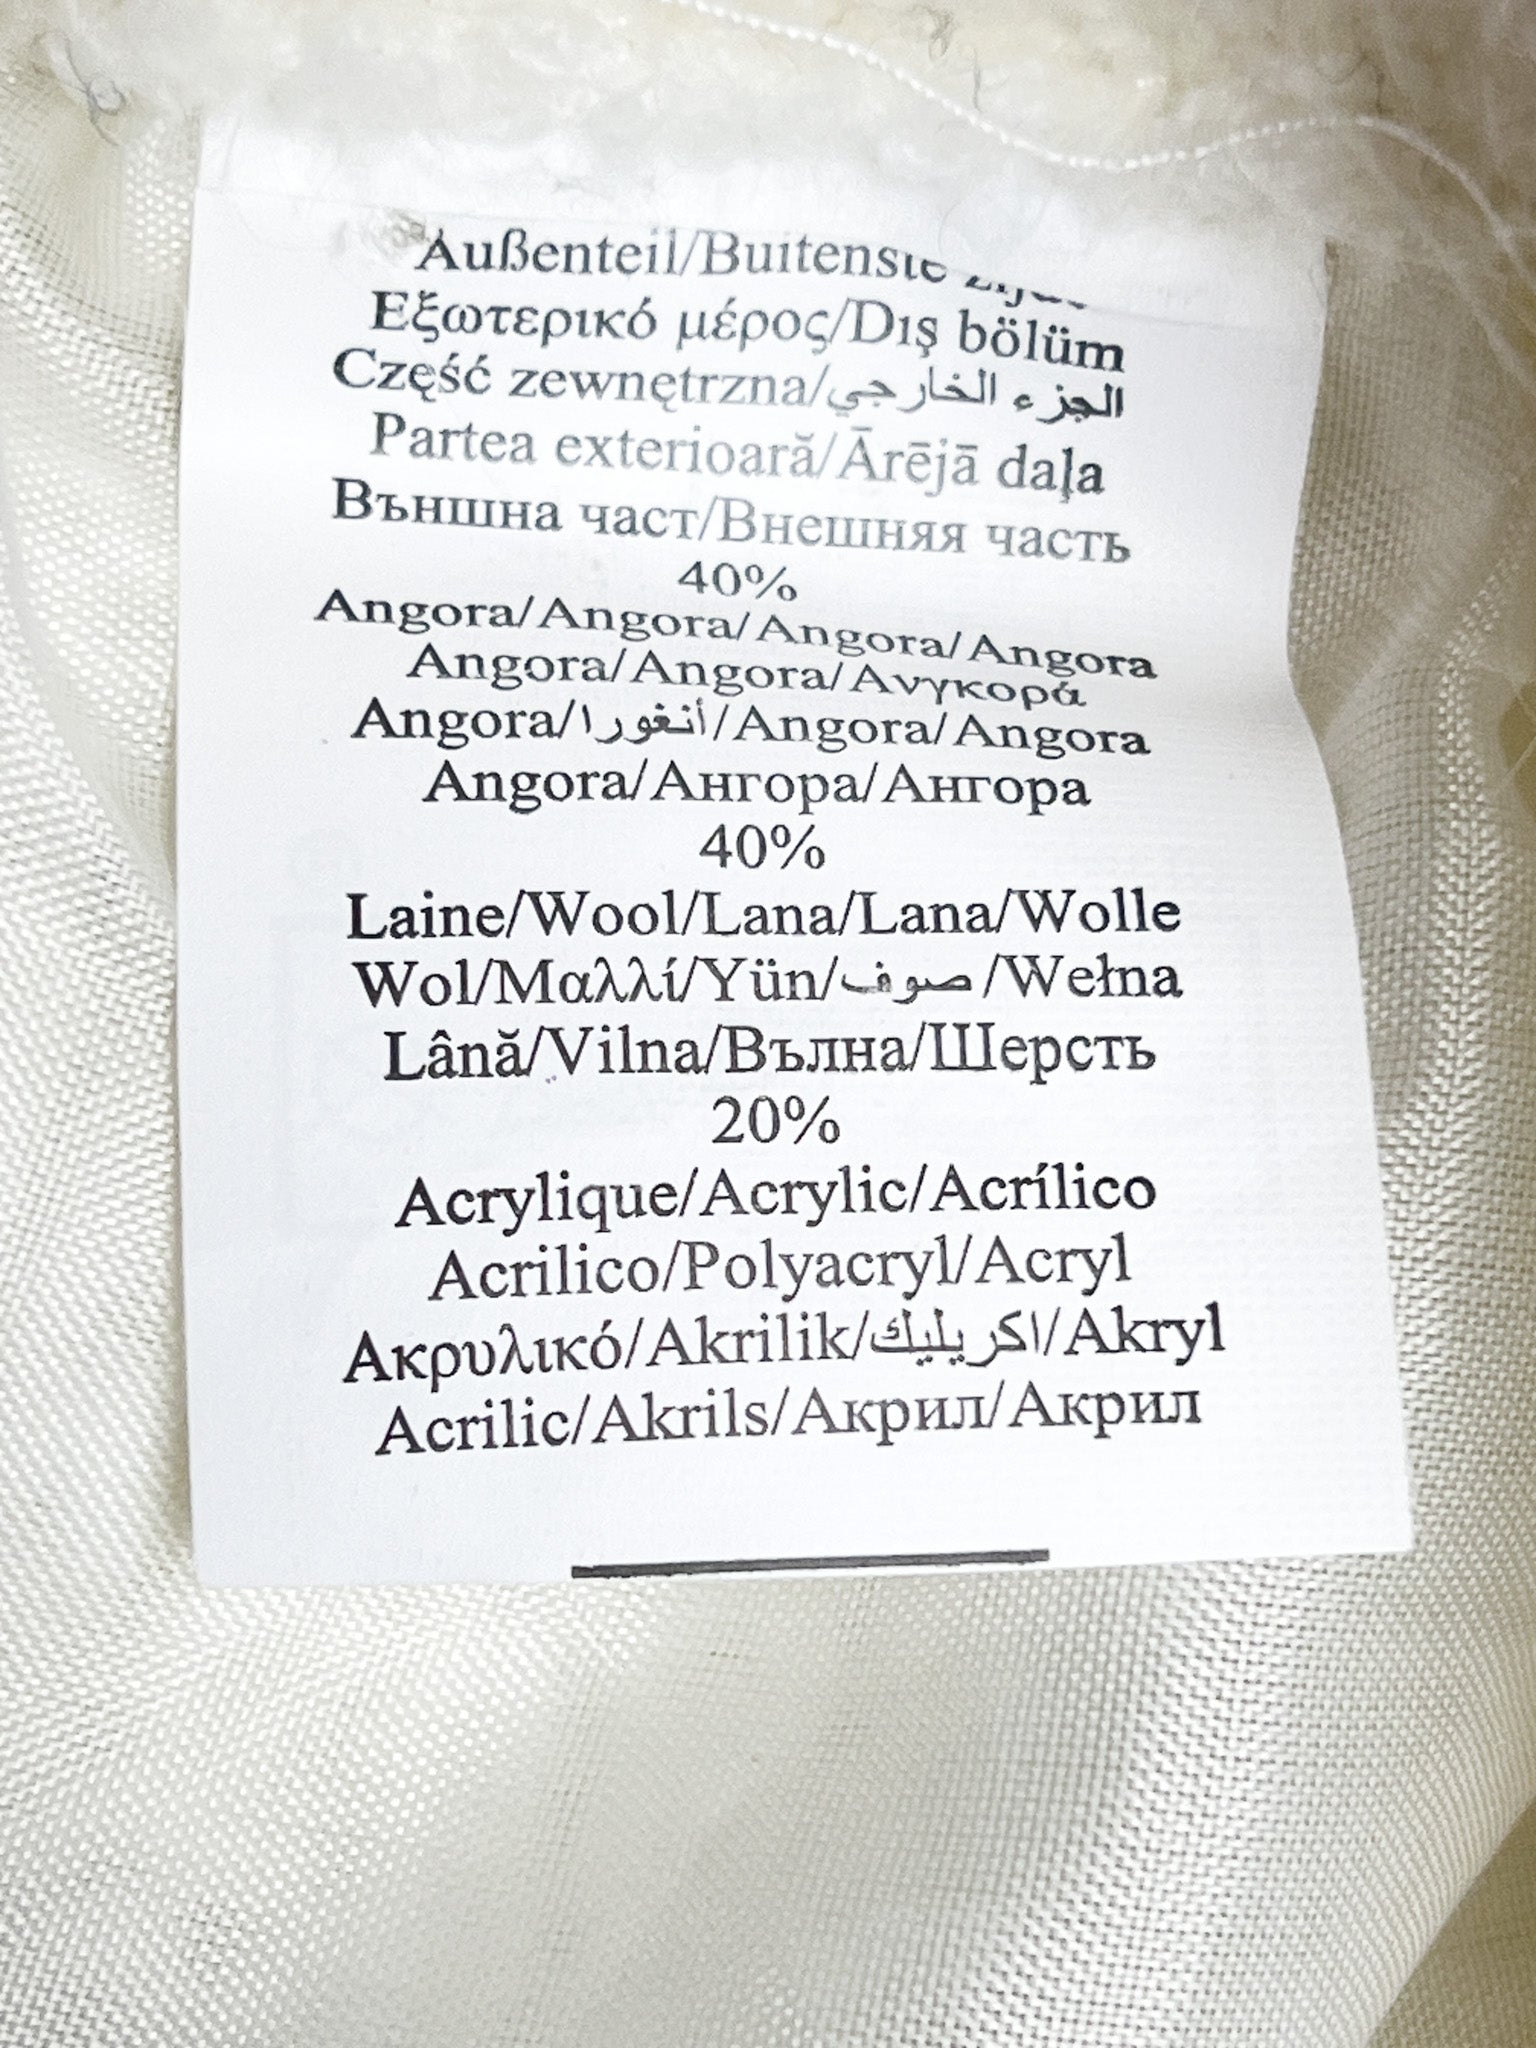 Außenteil/Buitenste
Εξωτερικό μέρος/Dış bölüm
Część zewnętrzna/الجزء الخارجي
Partea exterioară/Ārējā daļa
Външна част/Внешняя часть
40%
Angora/Angora/Angora/Angora
Angora/Angora/Ανγκορά
Angora/أنغورا/Angora/Angora
Angora/Ангора/Ангора
40%
Laine/Wool/Lana/Lana/Wolle
Wol/Μαλλί/Yün/صوف/Wełna
Lână/Vilna/Вълна/Шерсть
20%
Acrylique/Acrylic/Acrílico
Acrilico/Polyacryl/Acryl
Ακρυλικό/Akrilik/اكريليك/Akryl
Acrilic/Akrils/Акрил/Акрил